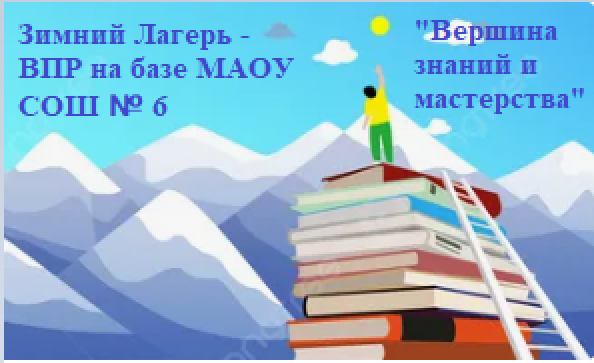 Зимний Лагерь -
ВПР на базе МАОУ
СОШ № 6
"Вершина
знаний и
мастерства"